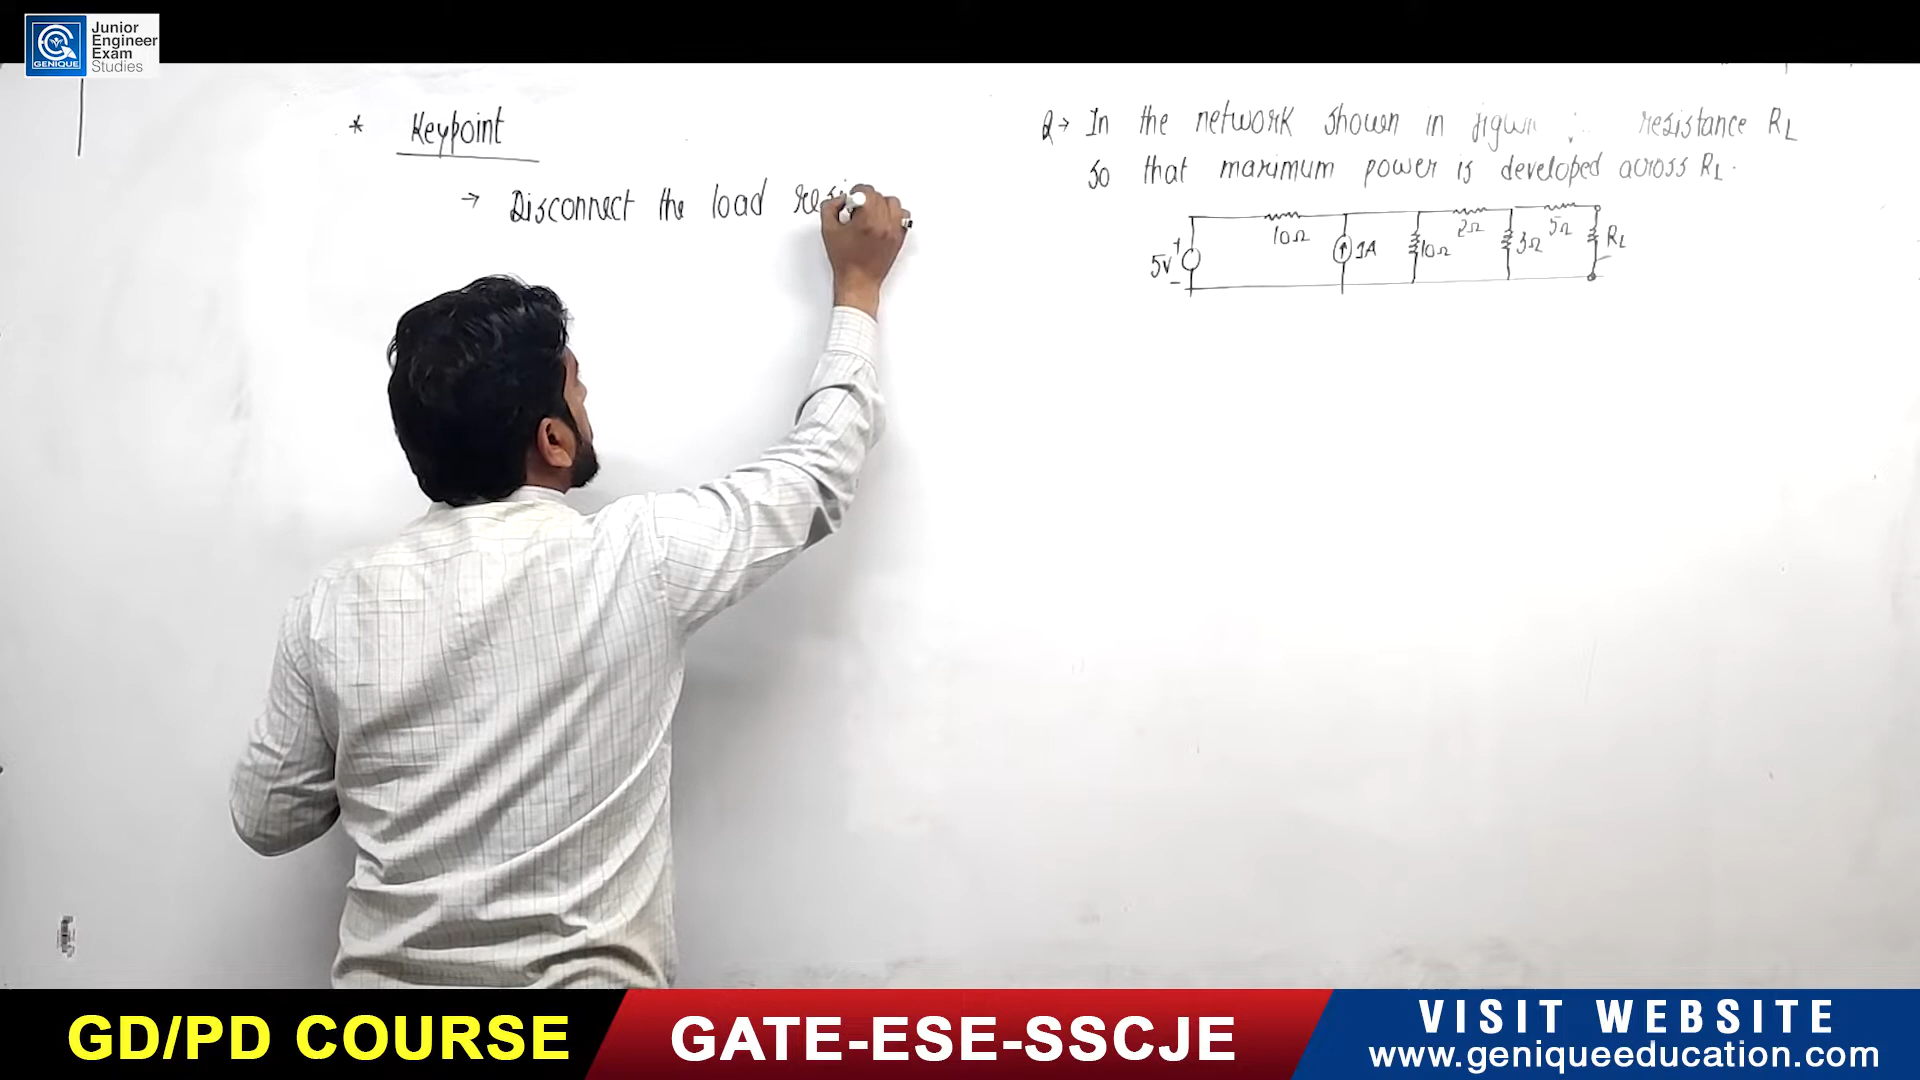 GENIQUE
Junior
Engineer
Exam
Studies
* Keypoint
→ Disconnect the load
Q→ In the network shown in resistance RL
so that maximum power is developed across RL.
5V
+
-
10Ω
1A
10Ω
2Ω
3Ω
5Ω
RL
GD/PD COURSE
GATE-ESE-SSCJE
VISIT WEBSITE
www.geniqueeducation.com